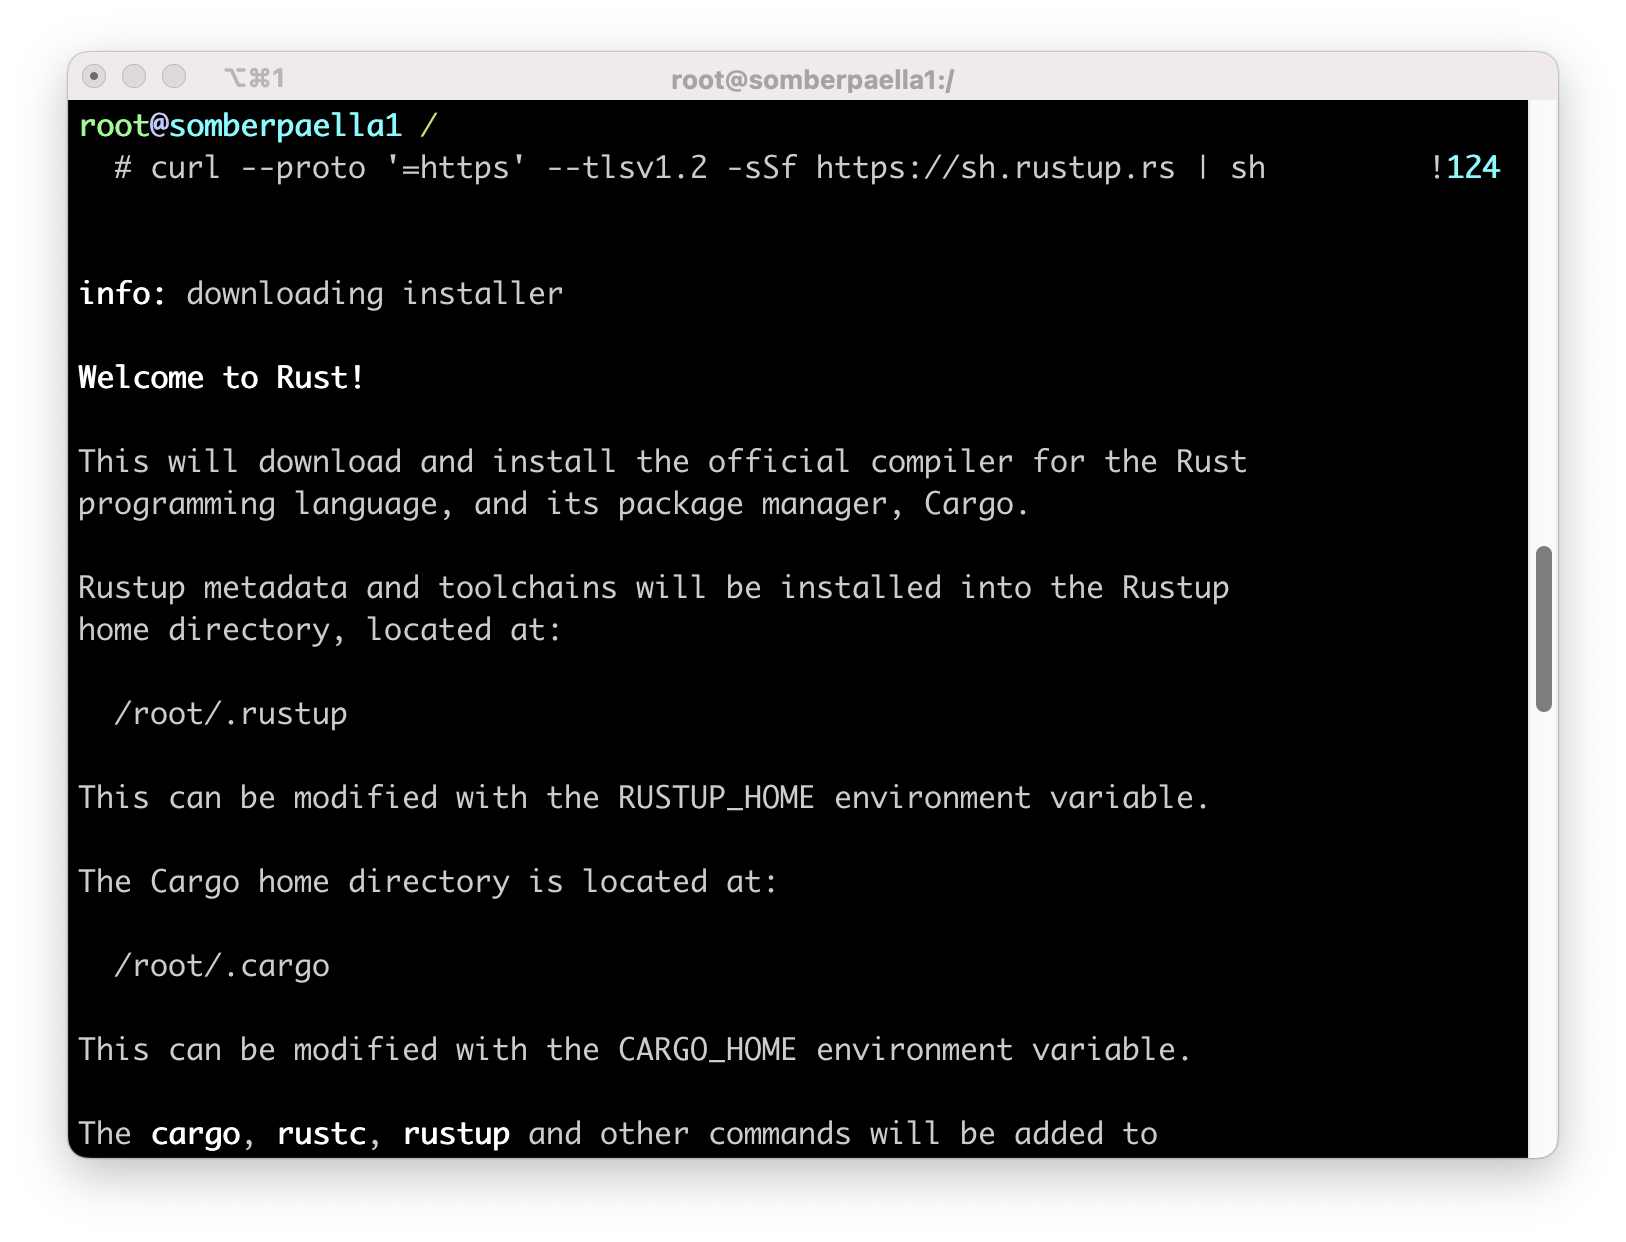 ⌥⌘1
root@somberpaella1:/
root@somberpaella1 /
# curl --proto '=https' --tlsv1.2 -sSf https://sh.rustup.rs | sh !124
info: downloading installer
Welcome to Rust!
This will download and install the official compiler for the Rust
programming language, and its package manager, Cargo.
Rustup metadata and toolchains will be installed into the Rustup
home directory, located at:
/root/.rustup
This can be modified with the RUSTUP_HOME environment variable.
The Cargo home directory is located at:
/root/.cargo
This can be modified with the CARGO_HOME environment variable.
The cargo, rustc, rustup and other commands will be added to